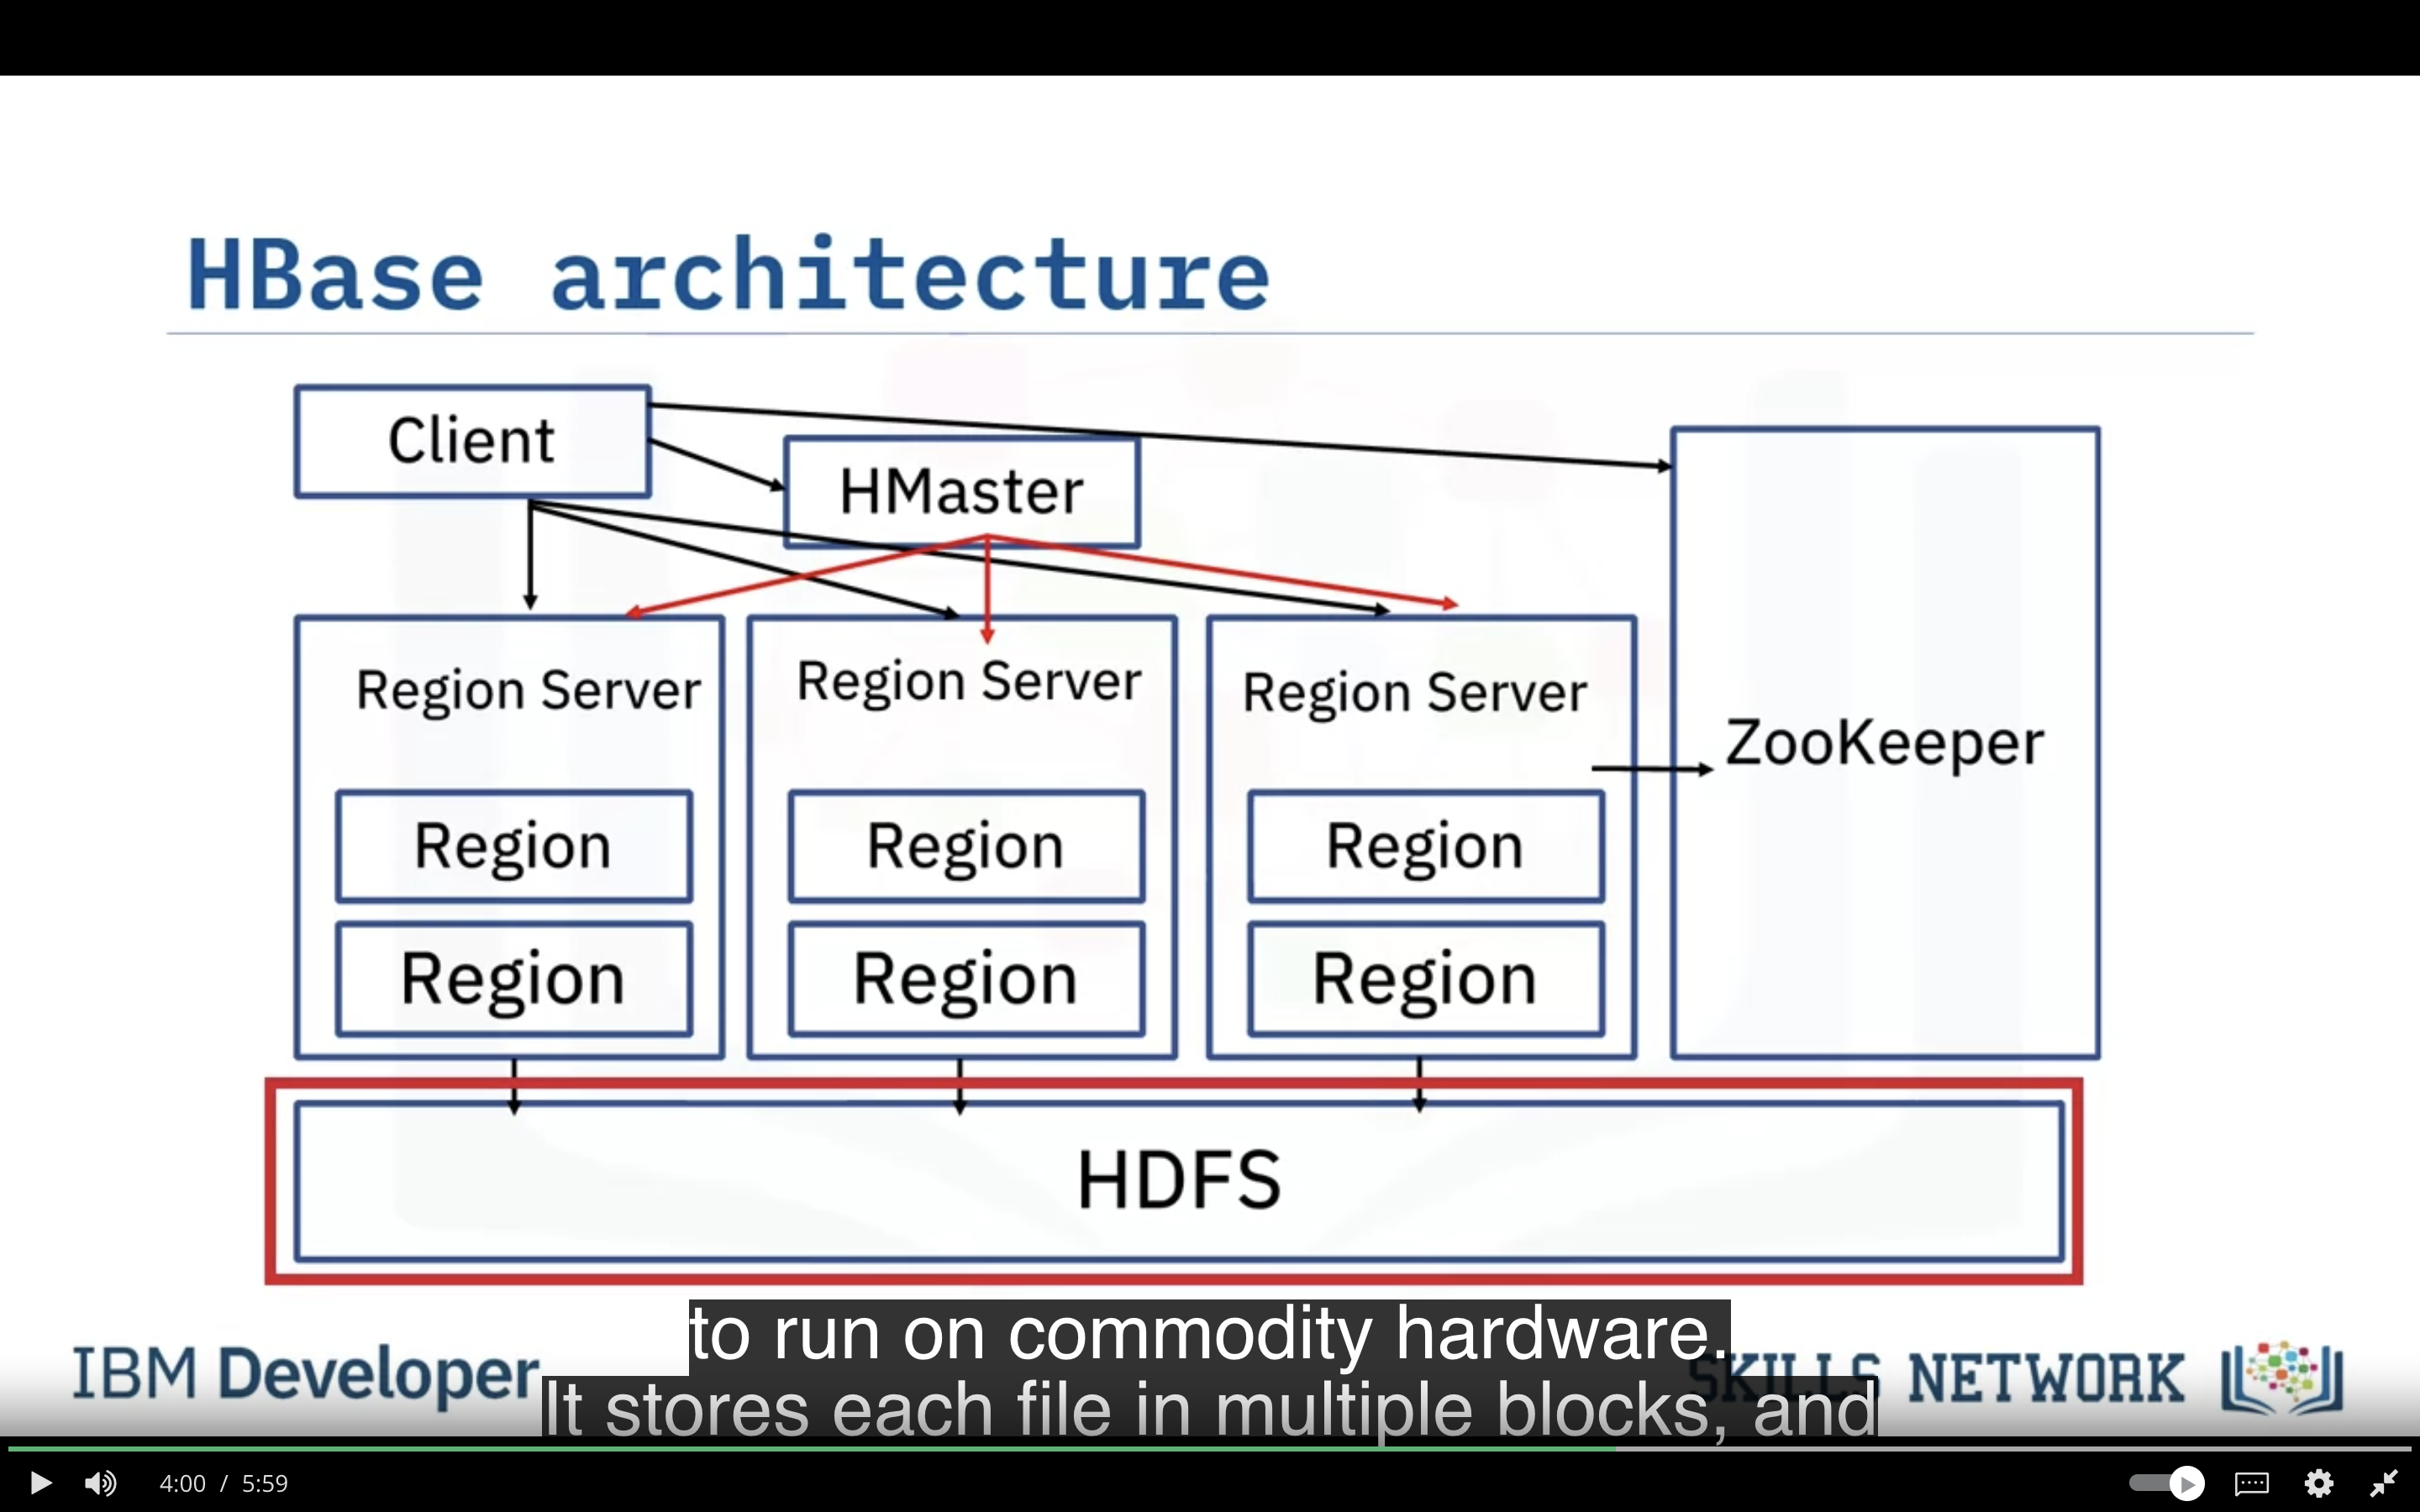 HBase architecture
Client
HMaster
Region Server
Region Server
Region Server
ZooKeeper
Region
Region
Region
Region
Region
Region
HDFS
to run on commodity hardware.
It stores each file in multiple blocks, and
IBM Developer
SKILLS NETWORK
4:00 / 5:59